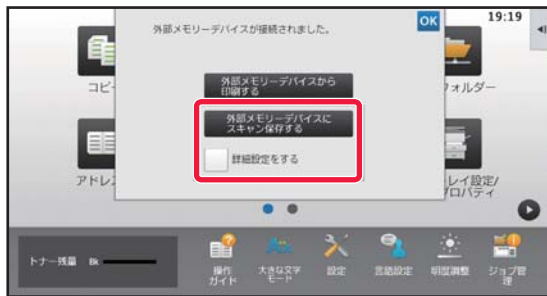 19:19
外部メモリーデバイスが接続されました。
OK
外部メモリーデバイスから
印刷する
外部メモリーデバイスに
スキャン保存する
詳細設定をする
コピー
ォルダー
アドレ
レイ設定/
プロパティ
トナー残量 Bk
操作
ガイド
大きな文字
モード
設定
言語設定
明度調整
ジョブ管
理